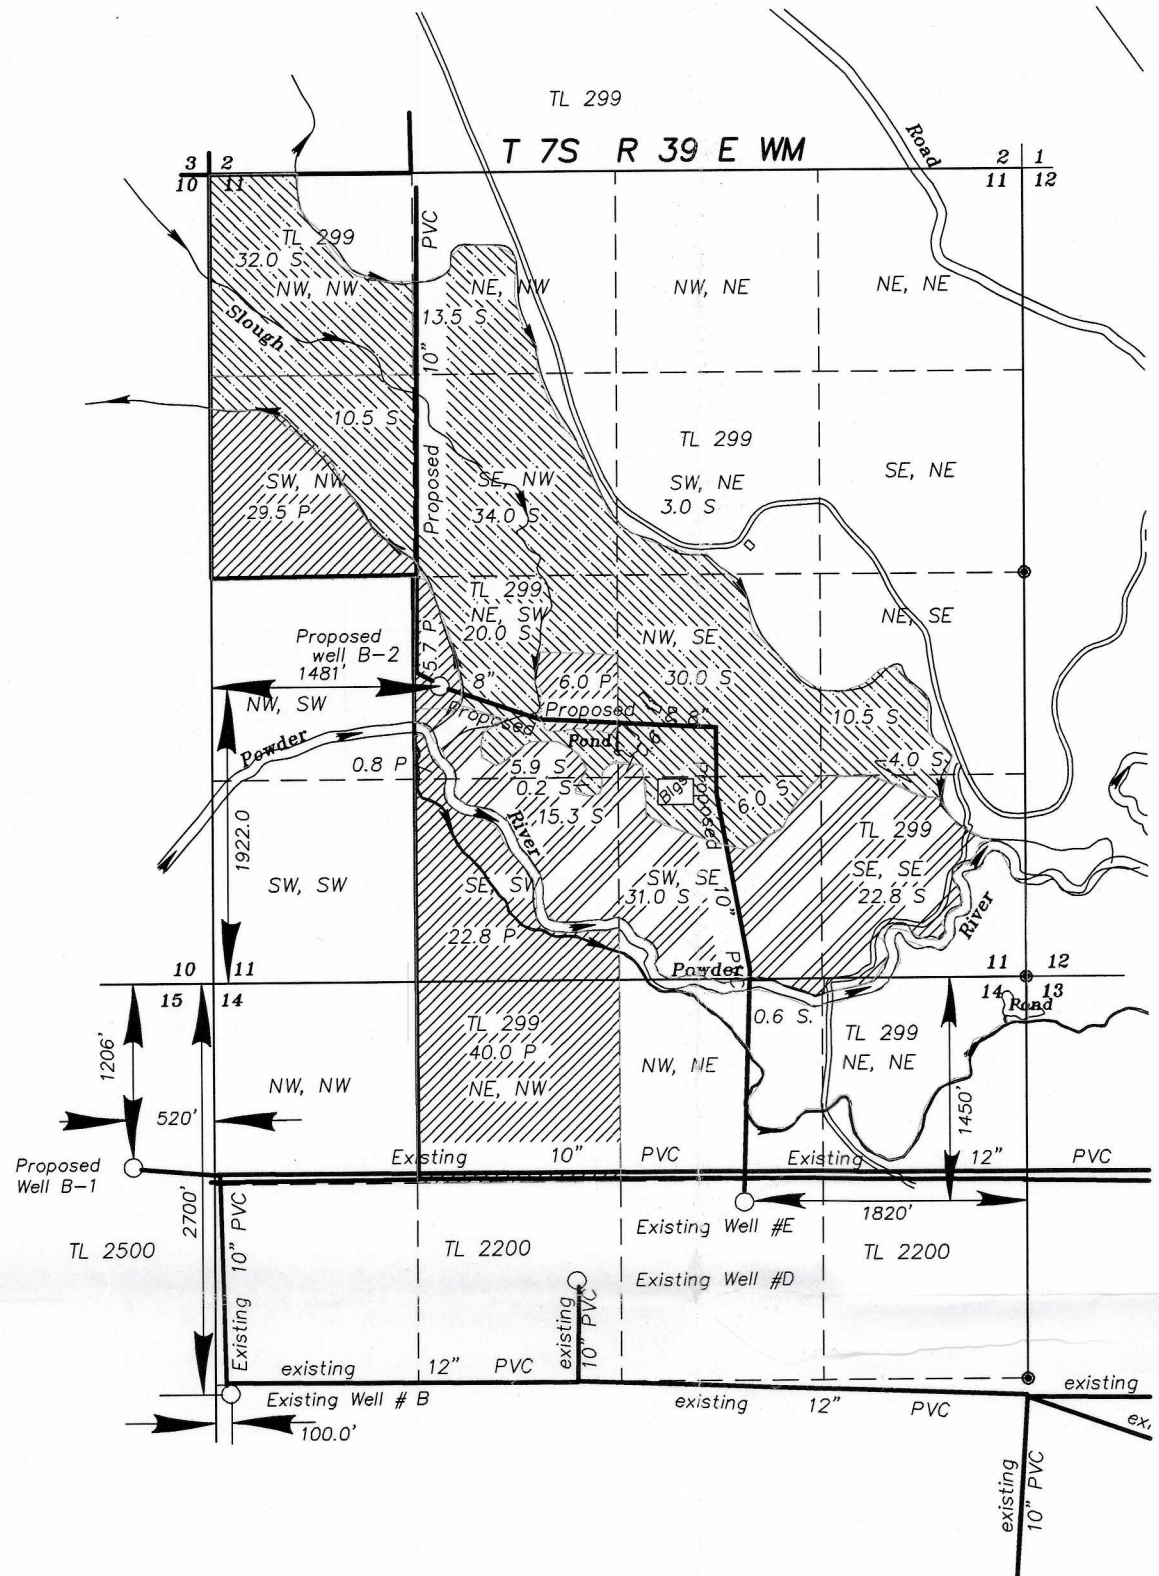 TL 299
T 7S R 39 E WM
Road
3 2
2 1
10 11
11 12
TL 299
32.0 S
NW, NW
PVC
NE, NW
13.5 S
NW, NE
NE, NE
Slough
10"
10.5 S
TL 299
SW, NW
29.5 P
Proposed
SE, NW
34.0 S
SW, NE
3.0 S
SE, NE
TL 299
NE, SW
20.0 S
5.7 P
Proposed
well B-2
1481'
NW, SW
8"
6.0 P
NW, SE
30.0 S
NE, SE
Proposed
Proposed
8"
10.5 S
Powder
Pond
0.6
0.8 P
5.9 S
0.2 S
15.3 S
4.0 S
Blgs
Proposed
6.0 S
1922.0
River
TL 299
SW, SW
SE, SW
22.8 P
SW, SE
31.0 S
10"
PVC
SE, SE
22.8 S
River
Powder
10 11
11 12
15 14
14 13
Pond
0.6 S.
1206'
TL 299
40.0 P
NE, NW
TL 299
NE, NE
NW, NW
NW, NE
1450'
520'
Existing 10" PVC
Existing 12" PVC
Proposed
Well B-1
2700'
1820'
Existing Well #E
TL 2500
Existing 10" PVC
TL 2200
TL 2200
Existing Well #D
existing
10" PVC
existing 12" PVC
existing
Existing Well # B
existing 12" PVC
ex,
100.0'
existing
10" PVC